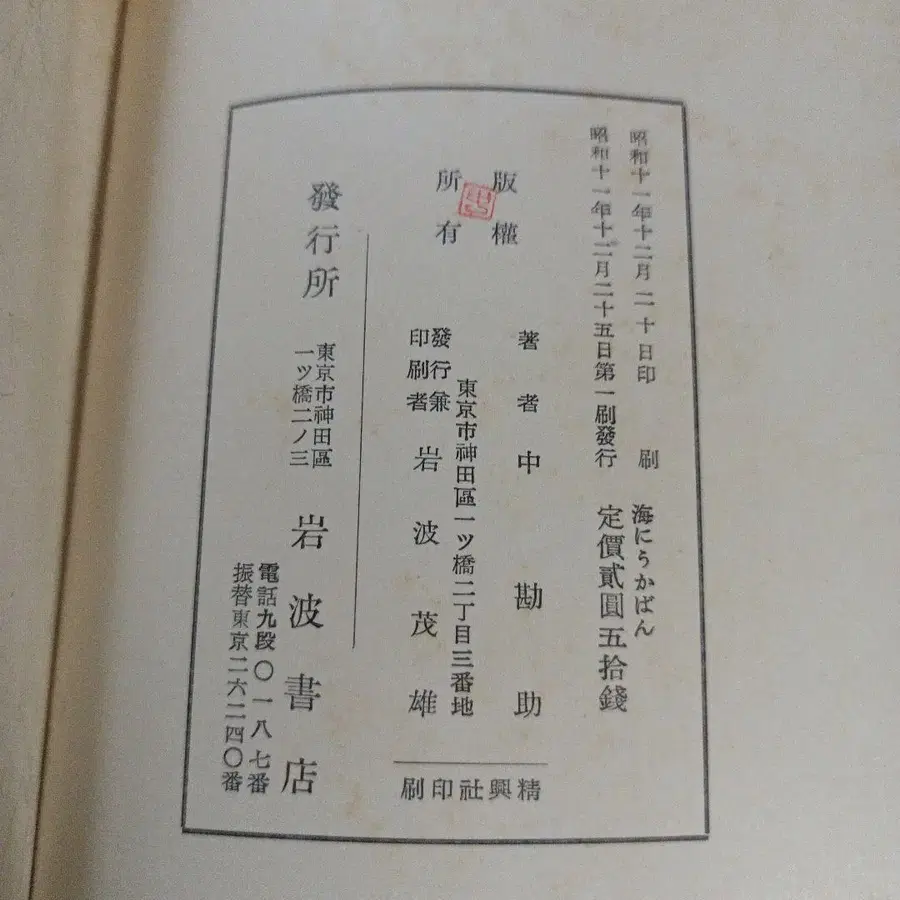 昭和十一年十二月二十日印刷
昭和十一年十二月二十五日第一刷發行
海にうかばん
定價貳圓五拾錢
版權
所有
著者 中勘助
東京市神田區一ツ橋二丁目三番地
發行兼
印刷者 岩波茂雄
精興社印刷
發行所
東京市神田區
一ツ橋二ノ三
岩波書店
電話九段〇一八七番
振替東京二六二四〇番